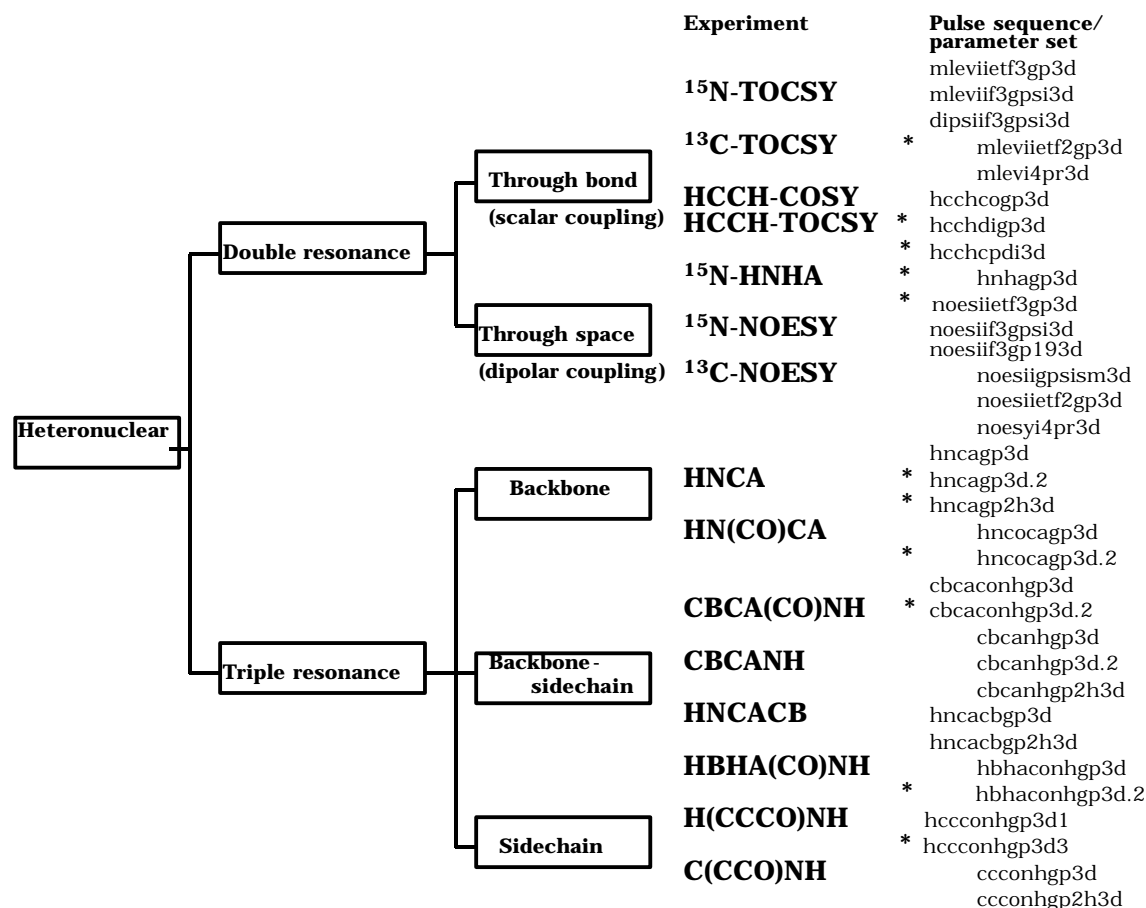 Experiment
Pulse sequence/
parameter set
mleviietf3gp3d
¹⁵N-TOCSY
mleviif3gpsi3d
dipsiif3gpsi3d
¹³C-TOCSY * mleviietf2gp3d
mlevi4pr3d
Through bond
(scalar coupling)
HCCH-COSY hcchcogp3d
HCCH-TOCSY * hcchdigp3d
* hcchcpdi3d
Double resonance
¹⁵N-HNHA * hnhagp3d
* noesiietf3gp3d
Through space
(dipolar coupling)
¹⁵N-NOESY noesiif3gpsi3d
noesiif3gp193d
¹³C-NOESY noesiigpsism3d
noesiietf2gp3d
noesyi4pr3d
Heteronuclear
hncagp3d
Backbone
HNCA * hncagp3d.2
* hncagp2h3d
HN(CO)CA hncocagp3d
* hncocagp3d.2
cbcaconhgp3d
CBCA(CO)NH * cbcaconhgp3d.2
cbcanhgp3d
Triple resonance
Backbone-
sidechain
CBCANH cbcanhgp3d.2
cbcanhgp2h3d
HNCACB hncacbgp3d
hncacbgp2h3d
HBHA(CO)NH hbhaconhgp3d
* hbhaconhgp3d.2
H(CCCO)NH hccconhgp3d1
Sidechain
* hccconhgp3d3
C(CCO)NH ccconhgp3d
ccconhgp2h3d